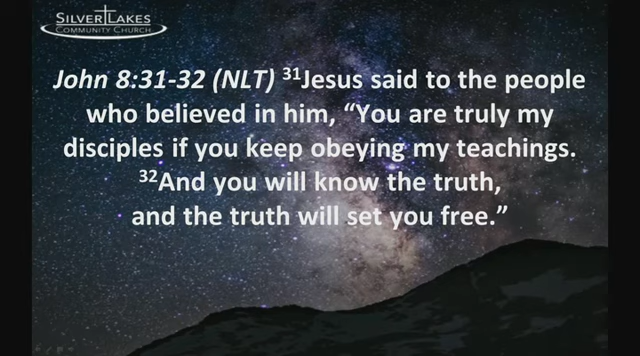 SILVER LAKES
COMMUNITY CHURCH
John 8:31-32 (NLT) ³¹Jesus said to the people
who believed in him, “You are truly my
disciples if you keep obeying my teachings.
³²And you will know the truth,
and the truth will set you free.”